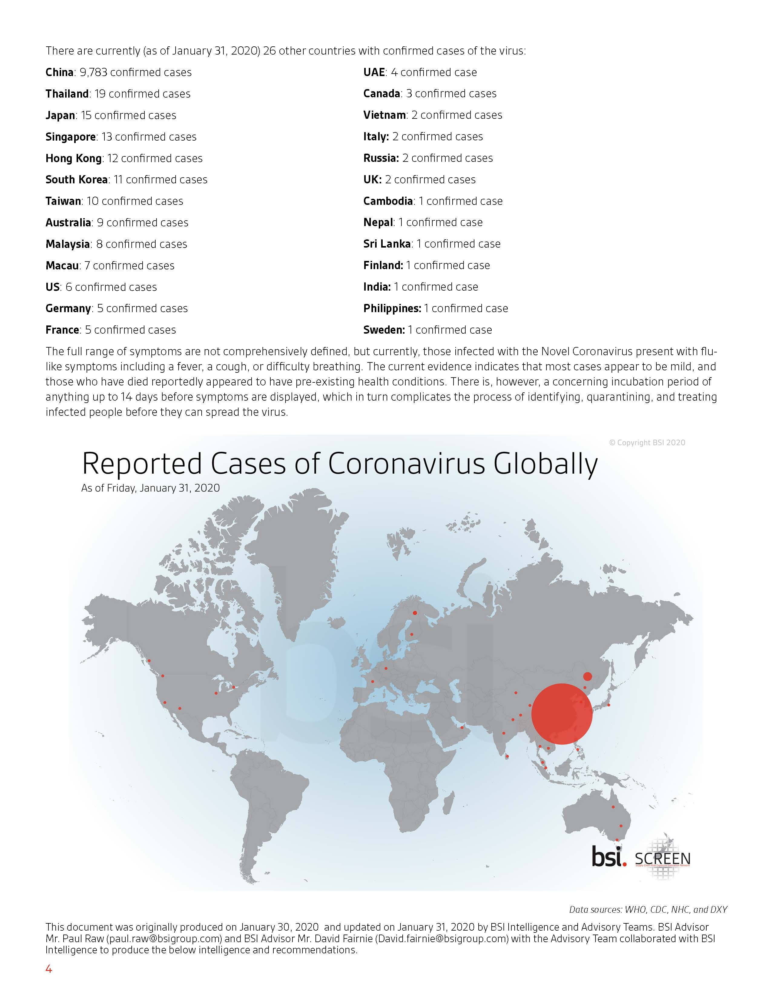 There are currently (as of January 31, 2020) 26 other countries with confirmed cases of the virus:
China: 9,783 confirmed cases
Thailand: 19 confirmed cases
Japan: 15 confirmed cases
Singapore: 13 confirmed cases
Hong Kong: 12 confirmed cases
South Korea: 11 confirmed cases
Taiwan: 10 confirmed cases
Australia: 9 confirmed cases
Malaysia: 8 confirmed cases
Macau: 7 confirmed cases
US: 6 confirmed cases
Germany: 5 confirmed cases
France: 5 confirmed cases
UAE: 4 confirmed case
Canada: 3 confirmed cases
Vietnam: 2 confirmed cases
Italy: 2 confirmed cases
Russia: 2 confirmed cases
UK: 2 confirmed cases
Cambodia: 1 confirmed case
Nepal: 1 confirmed case
Sri Lanka: 1 confirmed case
Finland: 1 confirmed case
India: 1 confirmed case
Philippines: 1 confirmed case
Sweden: 1 confirmed case
The full range of symptoms are not comprehensively defined, but currently, those infected with the Novel Coronavirus present with flu-
like symptoms including a fever, a cough, or difficulty breathing. The current evidence indicates that most cases appear to be mild, and
those who have died reportedly appeared to have pre-existing health conditions. There is, however, a concerning incubation period of
anything up to 14 days before symptoms are displayed, which in turn complicates the process of identifying, quarantining, and treating
infected people before they can spread the virus.
© Copyright BSI 2020
Reported Cases of Coronavirus Globally
As of Friday, January 31, 2020
bsi
bsi. SCREEN
Supply Chain Risk Exposure Evaluation Network
Data sources: WHO, CDC, NHC, and DXY
This document was originally produced on January 30, 2020 and updated on January 31, 2020 by BSI Intelligence and Advisory Teams. BSI Advisor
Mr. Paul Raw (paul.raw@bsigroup.com) and BSI Advisor Mr. David Fairnie (David.fairnie@bsigroup.com) with the Advisory Team collaborated with BSI
Intelligence to produce the below intelligence and recommendations.
4